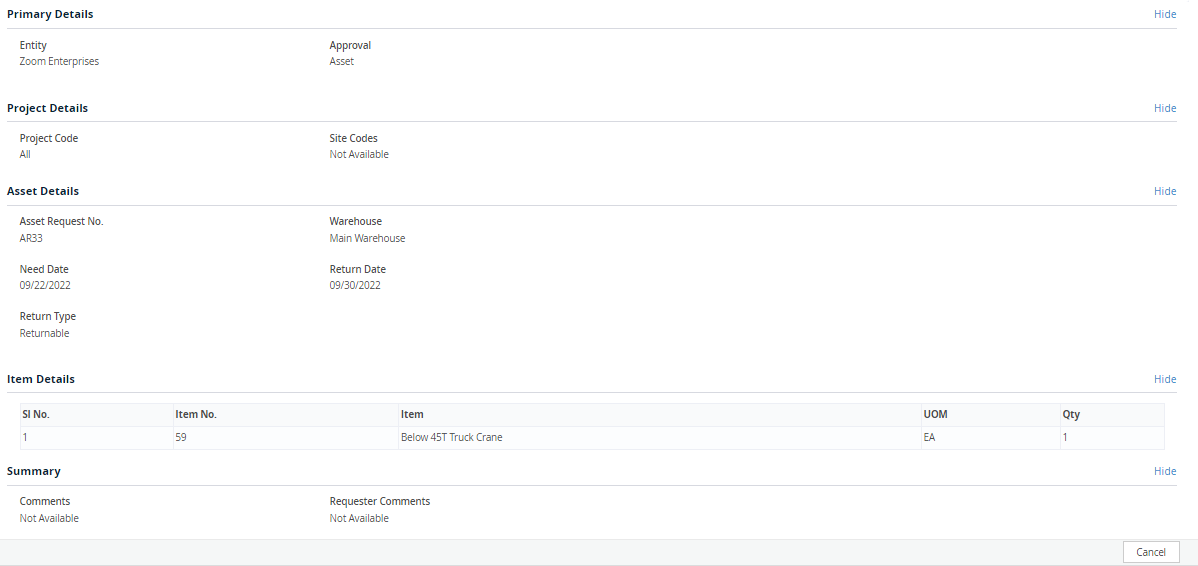 Primary Details Hide
Entity Approval
Zoom Enterprises Asset
Project Details Hide
Project Code Site Codes
All Not Available
Asset Details Hide
Asset Request No. Warehouse
AR33 Main Warehouse
Need Date Return Date
09/22/2022 09/30/2022
Return Type
Returnable
Item Details Hide
Sl No. Item No. Item UOM Qty
1 59 Below 45T Truck Crane EA 1
Summary Hide
Comments Requester Comments
Not Available Not Available
Cancel